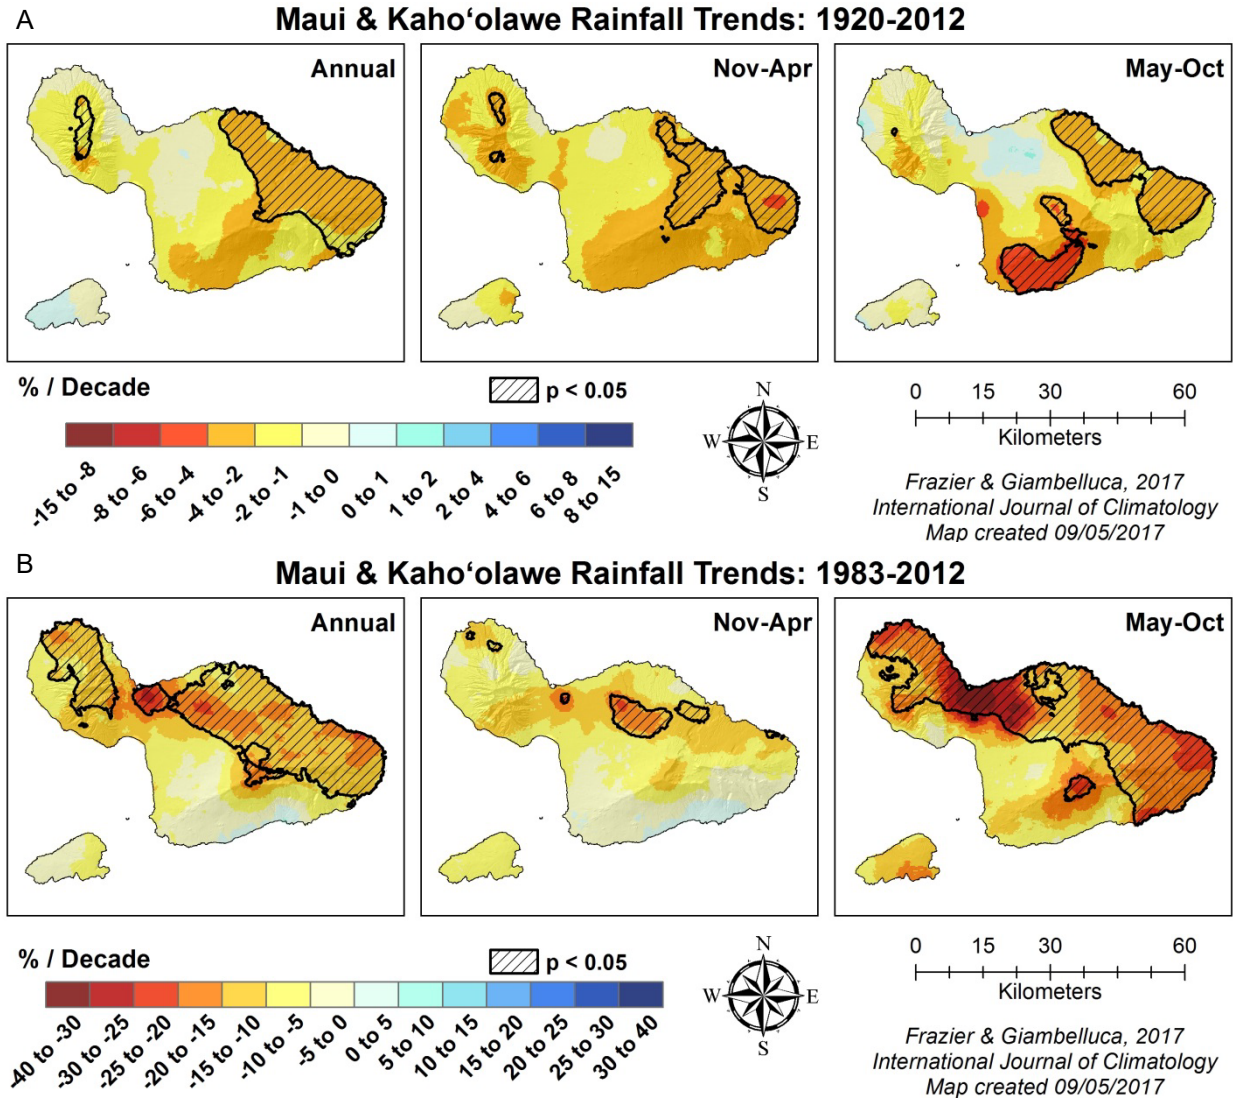 A
Maui & Kahoʻolawe Rainfall Trends: 1920-2012
Annual
Nov-Apr
May-Oct
% / Decade
p < 0.05
-15 to -8
-8 to -6
-6 to -4
-4 to -2
-2 to -1
-1 to 0
0 to 1
1 to 2
2 to 4
4 to 6
6 to 8
8 to 15
N
W E
S
0 15 30 60
Kilometers
Frazier & Giambelluca, 2017
International Journal of Climatology
Map created 09/05/2017
B
Maui & Kahoʻolawe Rainfall Trends: 1983-2012
Annual
Nov-Apr
May-Oct
% / Decade
p < 0.05
-40 to -30
-30 to -25
-25 to -20
-20 to -15
-15 to -10
-10 to -5
-5 to 0
0 to 5
5 to 10
10 to 15
15 to 20
20 to 25
25 to 30
30 to 40
N
W E
S
0 15 30 60
Kilometers
Frazier & Giambelluca, 2017
International Journal of Climatology
Map created 09/05/2017